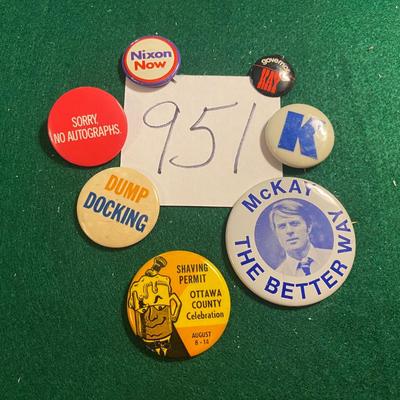 Nixon
Now
governor
KAY
SORRY,
NO AUTOGRAPHS.
951
K
DUMP
DOCKING
McKAY
THE BETTER WAY
SHAVING
PERMIT
OTTAWA
COUNTY
Celebration
AUGUST
8-14